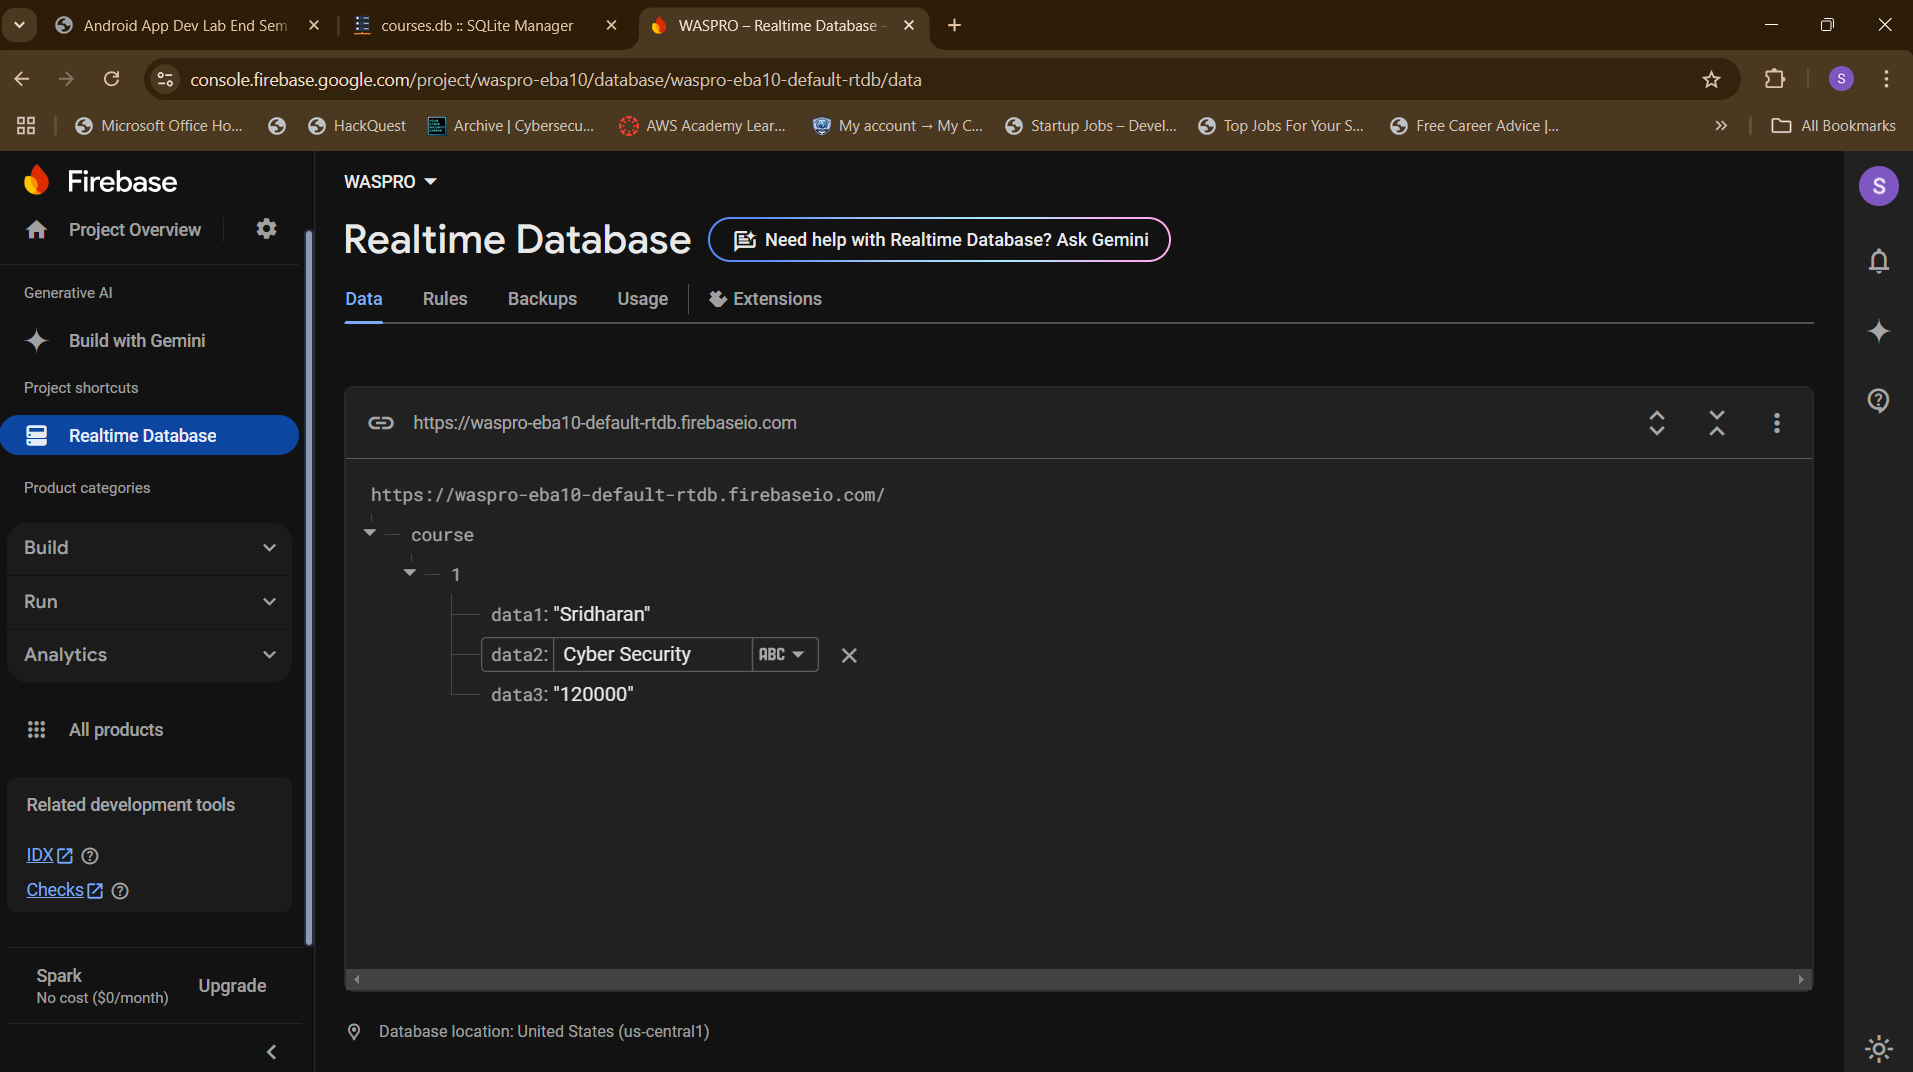 Android App Dev Lab End Sem
courses.db :: SQLite Manager
WASPRO – Realtime Database -
console.firebase.google.com/project/waspro-eba10/database/waspro-eba10-default-rtdb/data
S
Microsoft Office Ho...
HackQuest
Archive | Cybersecu...
AWS Academy Lear...
My account → My C...
Startup Jobs – Devel...
Top Jobs For Your S...
Free Career Advice |...
All Bookmarks
Firebase
Project Overview
Generative AI
Build with Gemini
Project shortcuts
Realtime Database
Product categories
Build
Run
Analytics
All products
Related development tools
IDX
Checks
Spark
No cost ($0/month)
Upgrade
WASPRO
Realtime Database
Need help with Realtime Database? Ask Gemini
Data
Rules
Backups
Usage
Extensions
https://waspro-eba10-default-rtdb.firebaseio.com
https://waspro-eba10-default-rtdb.firebaseio.com/
course
1
data1: "Sridharan"
data2: Cyber Security ABC
data3: "120000"
Database location: United States (us-central1)
S